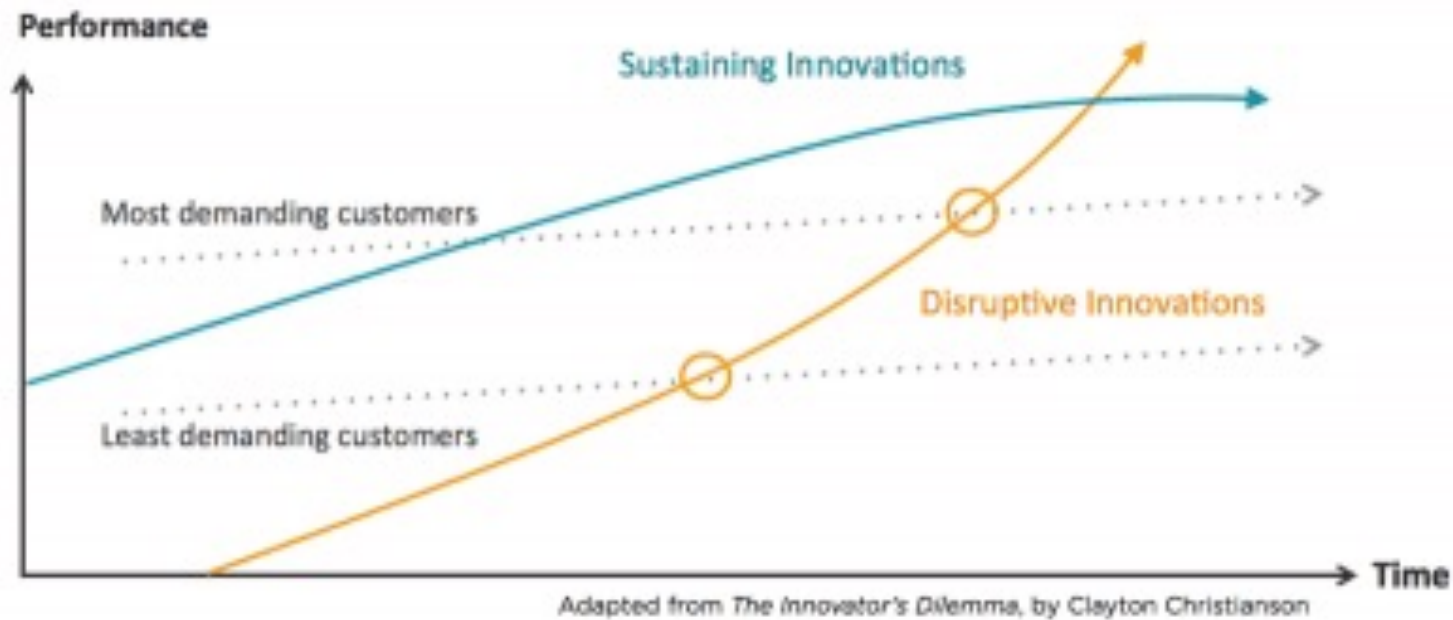 Performance
Sustaining Innovations
Most demanding customers
Disruptive Innovations
Least demanding customers
Time
Adapted from The Innovator's Dilemma, by Clayton Christianson